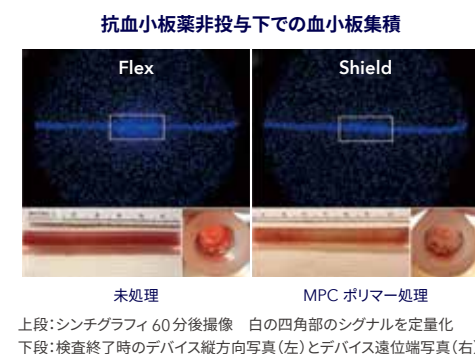 抗血小板薬非投与下での血小板集積
Flex
Shield
未処理
MPC ポリマー処理
上段：シンチグラフィ 60分後撮像　白の四角部のシグナルを定量化
下段：検査終了時のデバイス縦方向写真（左）とデバイス遠位端写真（右